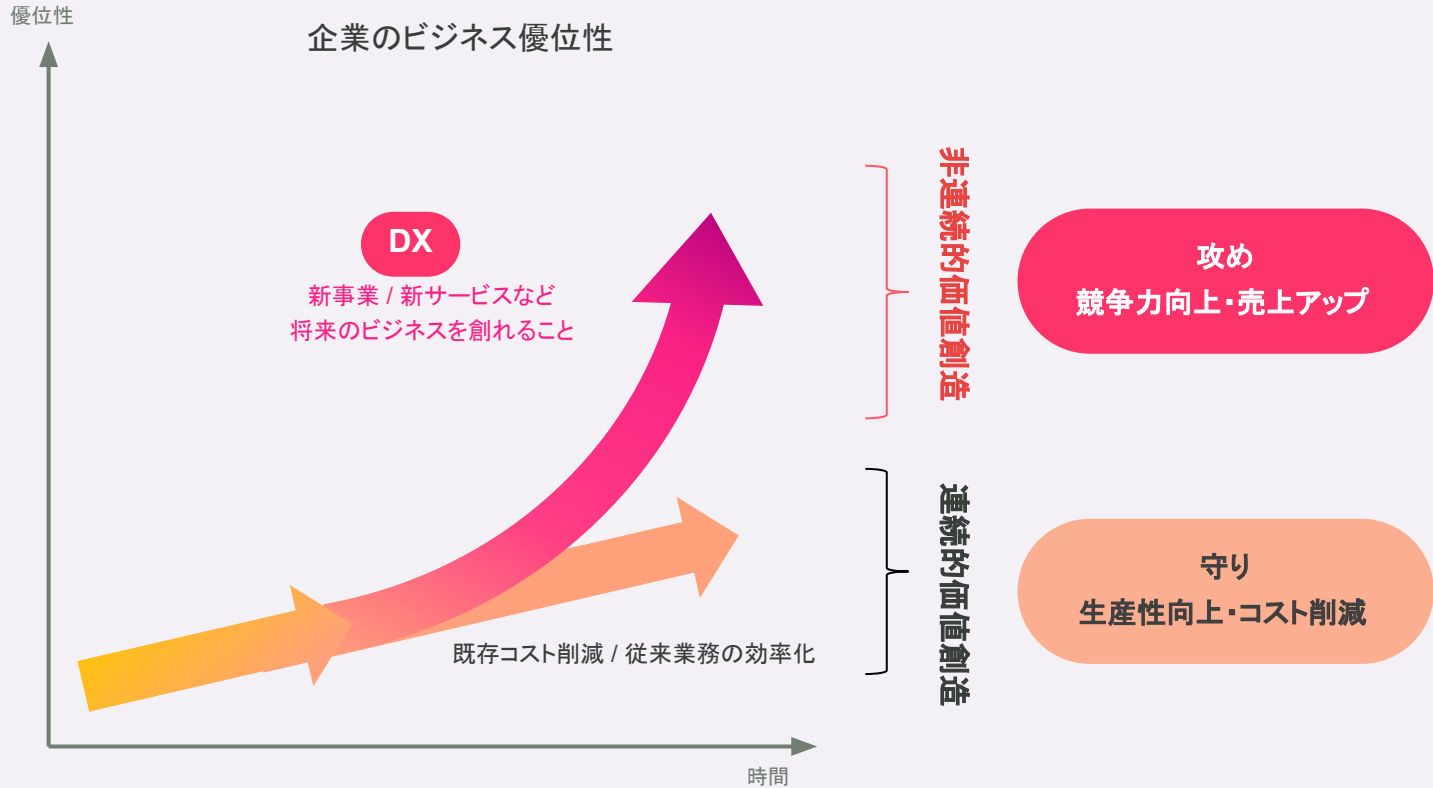 優位性
企業のビジネス優位性
DX
新事業 / 新サービスなど
将来のビジネスを創れること
既存コスト削減 / 従来業務の効率化
時間
非連続的価値創造
攻め
競争力向上・売上アップ
連続的価値創造
守り
生産性向上・コスト削減